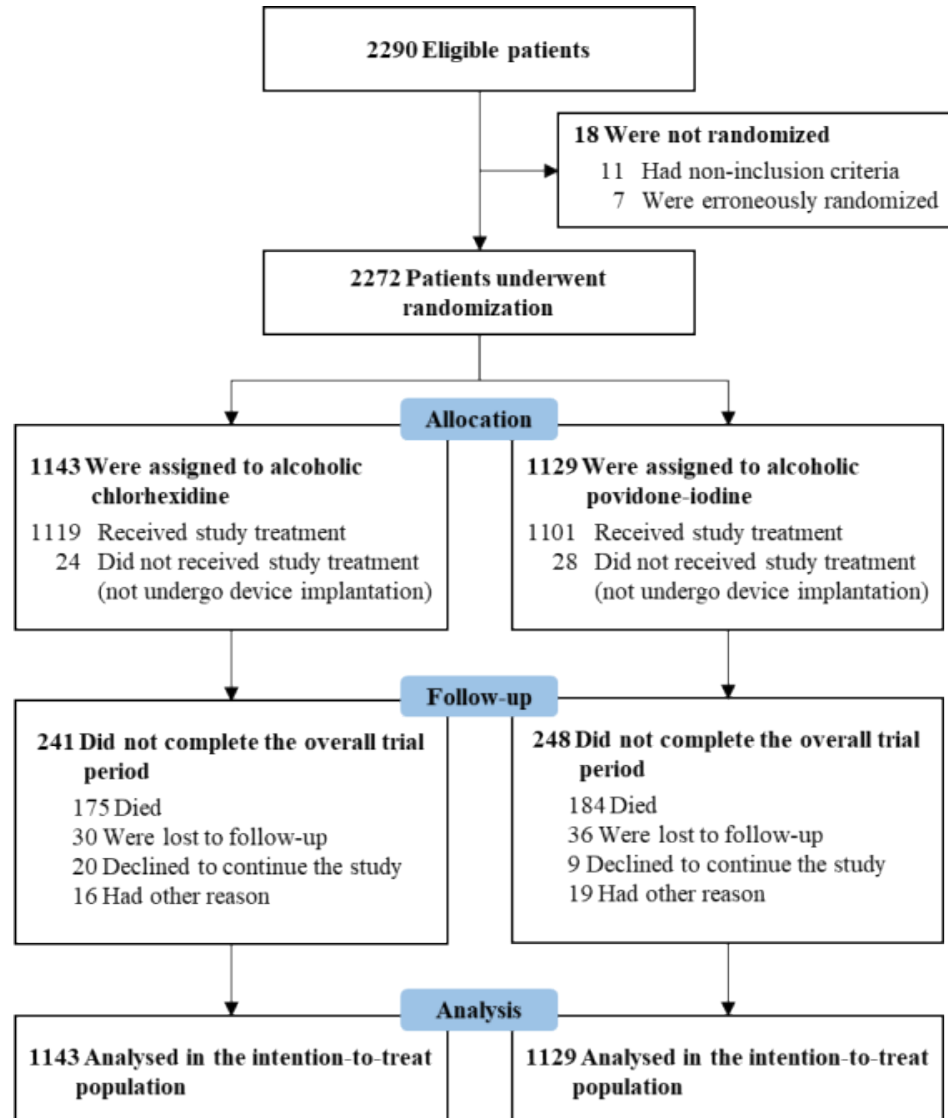 2290 Eligible patients
18 Were not randomized
11 Had non-inclusion criteria
7 Were erroneously randomized
2272 Patients underwent
randomization
Allocation
1143 Were assigned to alcoholic
chlorhexidine
1119 Received study treatment
24 Did not received study treatment
(not undergo device implantation)
1129 Were assigned to alcoholic
povidone-iodine
1101 Received study treatment
28 Did not received study treatment
(not undergo device implantation)
Follow-up
241 Did not complete the overall trial
period
175 Died
30 Were lost to follow-up
20 Declined to continue the study
16 Had other reason
248 Did not complete the overall trial
period
184 Died
36 Were lost to follow-up
9 Declined to continue the study
19 Had other reason
Analysis
1143 Analysed in the intention-to-treat
population
1129 Analysed in the intention-to-treat
population